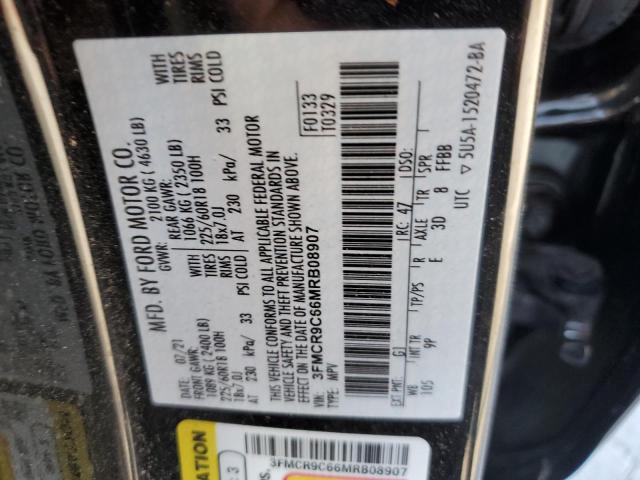 MFD. BY FORD MOTOR CO.
DATE: 07/21
GVWR: 2100 KG ( 4630 LB)
FRONT GAWR: 1089 KG ( 2400 LB)
REAR GAWR: 1066 KG ( 2350 LB)
WITH TIRES RIMS
225/60R18 100H
18x7.0J
AT 230 kPa/ 33 PSI COLD
TIRES 225/60R18 100H
RIMS 18x7.0J
AT 230 kPa/ 33 PSI COLD
WITH
TIRES
RIMS
PSI COLD
THIS VEHICLE CONFORMS TO ALL APPLICABLE FEDERAL MOTOR
VEHICLE SAFETY AND THEFT PREVENTION STANDARDS IN
EFFECT ON THE DATE OF MANUFACTURE SHOWN ABOVE.
VIN: 3FMCR9C66MRB08907
TYPE: MPV
F0133
T0329
EXT PNT: G1 RC: 47 DSO:
WB INT TR TP/PS R AXLE TR SPR
105 9P E 3D 8 FFBB
UTC ▽ 5U5A-1520472-BA
3FMCR9C66MRB08907